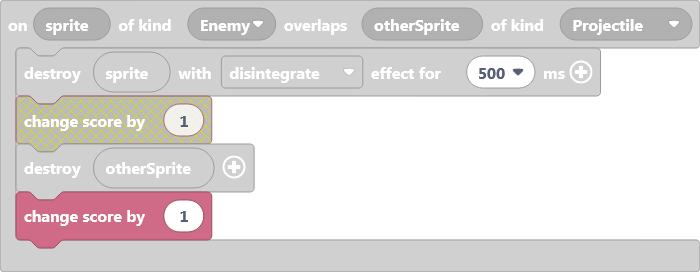 on sprite of kind Enemy overlaps otherSprite of kind Projectile
destroy sprite with disintegrate effect for 500 ms
change score by 1
destroy otherSprite
change score by 1